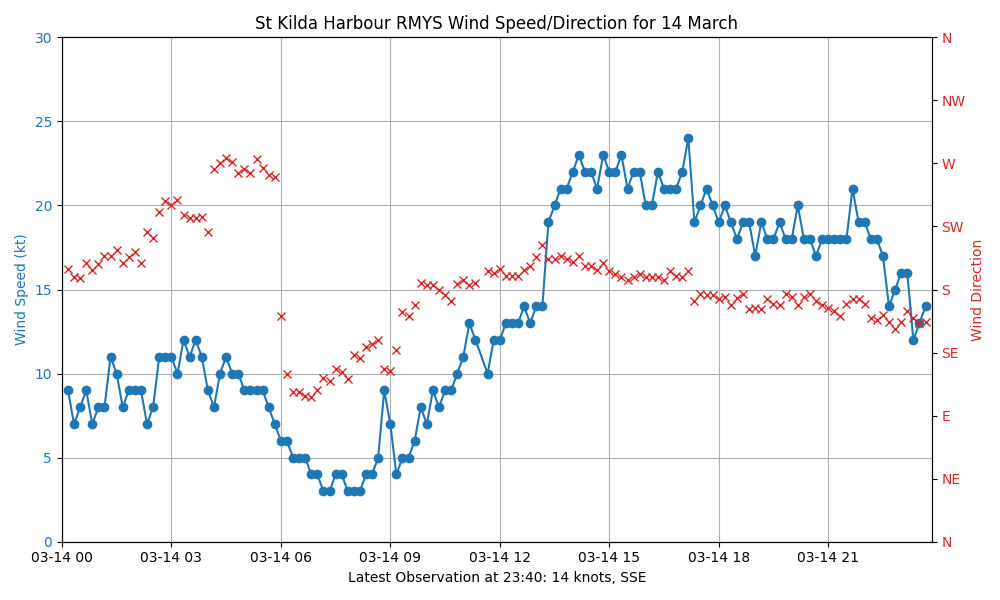 St Kilda Harbour RMYS Wind Speed/Direction for 14 March
30
25
20
15
10
5
0
Wind Speed (kt)
N
NW
W
SW
S
SE
E
NE
N
Wind Direction
03-14 00
03-14 03
03-14 06
03-14 09
03-14 12
03-14 15
03-14 18
03-14 21
Latest Observation at 23:40: 14 knots, SSE